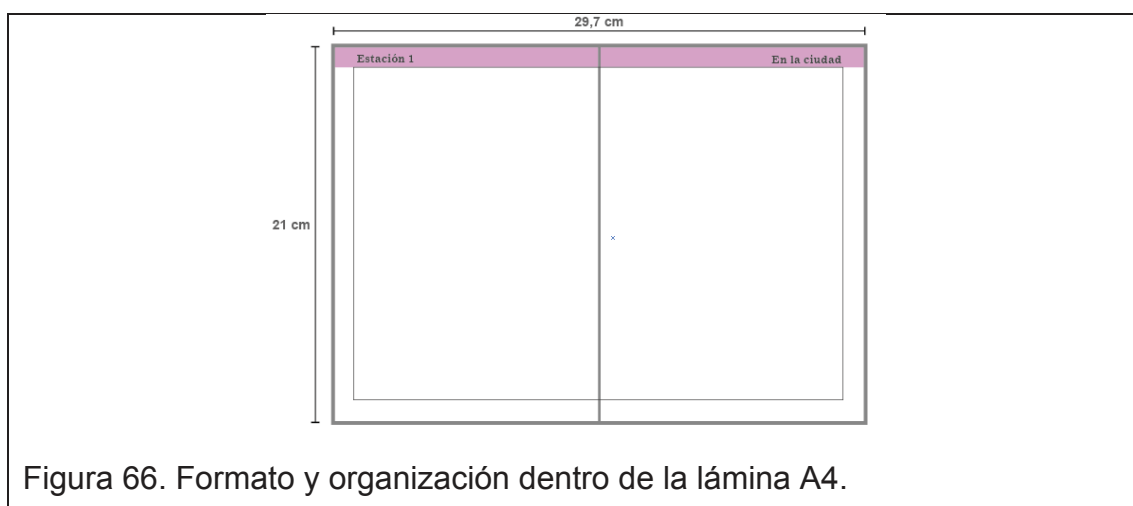 29,7 cm
Estación 1
En la ciudad
21 cm
Figura 66. Formato y organización dentro de la lámina A4.